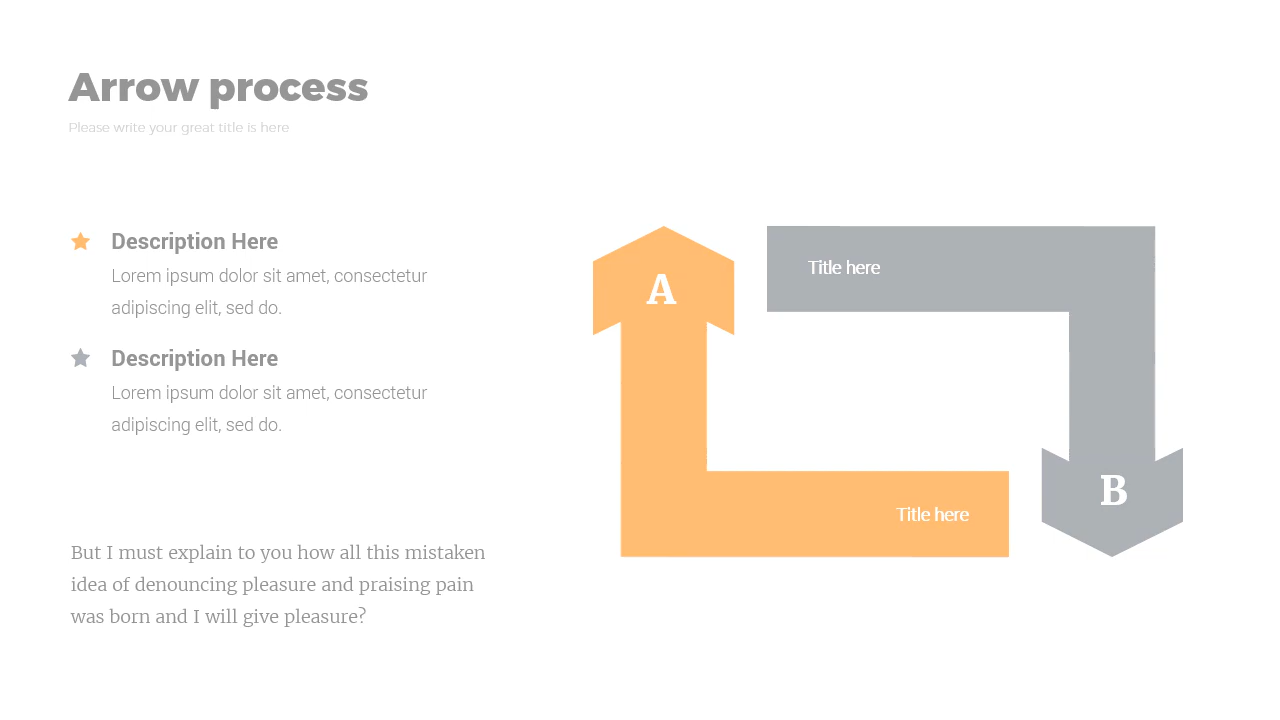 Arrow process
Please write your great title is here
Description Here
Lorem ipsum dolor sit amet, consectetur
adipiscing elit, sed do.
Description Here
Lorem ipsum dolor sit amet, consectetur
adipiscing elit, sed do.
But I must explain to you how all this mistaken
idea of denouncing pleasure and praising pain
was born and I will give pleasure?
A
Title here
B
Title here